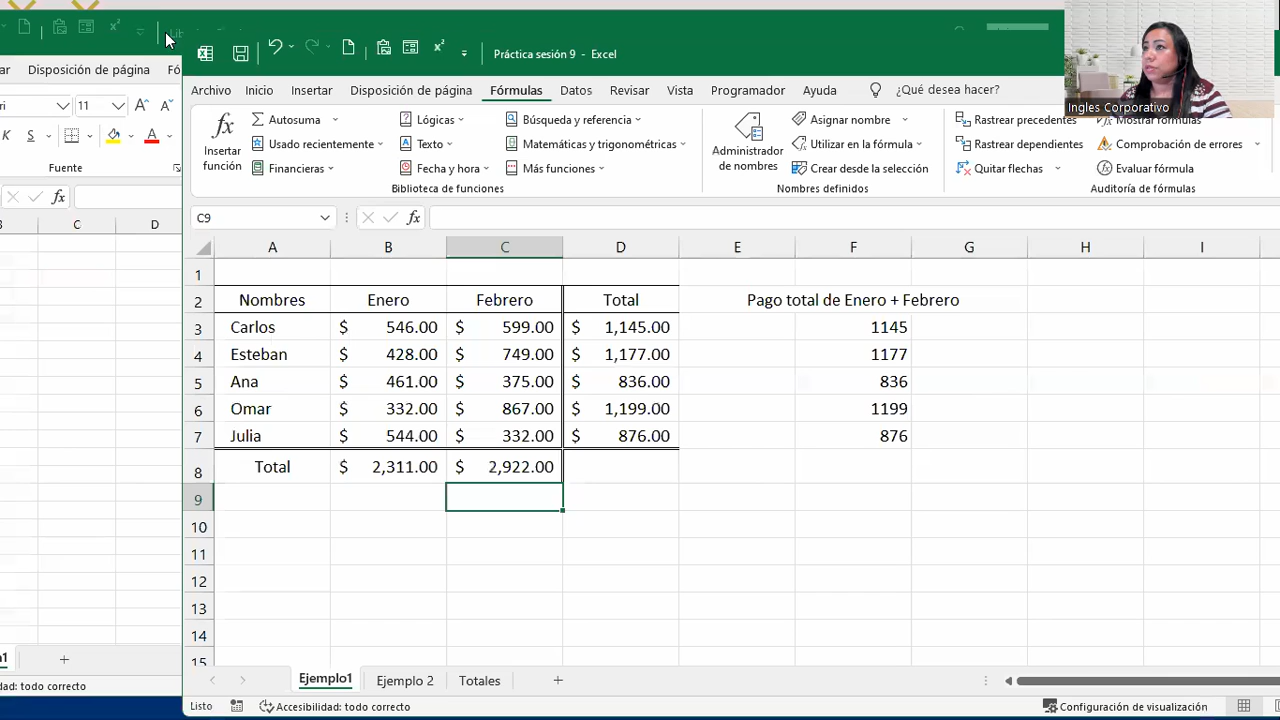 Práctica sesión 9 - Excel
Archivo Inicio Insertar Disposición de página Fórmulas Datos Revisar Vista Programador Ayuda ¿Qué desea hacer?
Disposición de página Fó
Ingles Corporativo
fx Insertar función
Autosuma
Usado recientemente
Financieras
Lógicas
Texto
Fecha y hora
Búsqueda y referencia
Matemáticas y trigonométricas
Más funciones
Biblioteca de funciones
Administrador de nombres
Asignar nombre
Utilizar en la fórmula
Crear desde la selección
Nombres definidos
Rastrear precedentes
Rastrear dependientes
Quitar flechas
Mostrar fórmulas
Comprobación de errores
Evaluar fórmula
Auditoría de fórmulas
11
K S
Fuente
fx
C9 fx
C D
A B C D E F G H I
1
2 Nombres Enero Febrero Total Pago total de Enero + Febrero
3 Carlos $ 546.00 $ 599.00 $ 1,145.00 1145
4 Esteban $ 428.00 $ 749.00 $ 1,177.00 1177
5 Ana $ 461.00 $ 375.00 $ 836.00 836
6 Omar $ 332.00 $ 867.00 $ 1,199.00 1199
7 Julia $ 544.00 $ 332.00 $ 876.00 876
8 Total $ 2,311.00 $ 2,922.00
9
10
11
12
13
14
15
Ejemplo1 Ejemplo 2 Totales
Listo Accesibilidad: todo correcto Configuración de visualización
dad: todo correcto